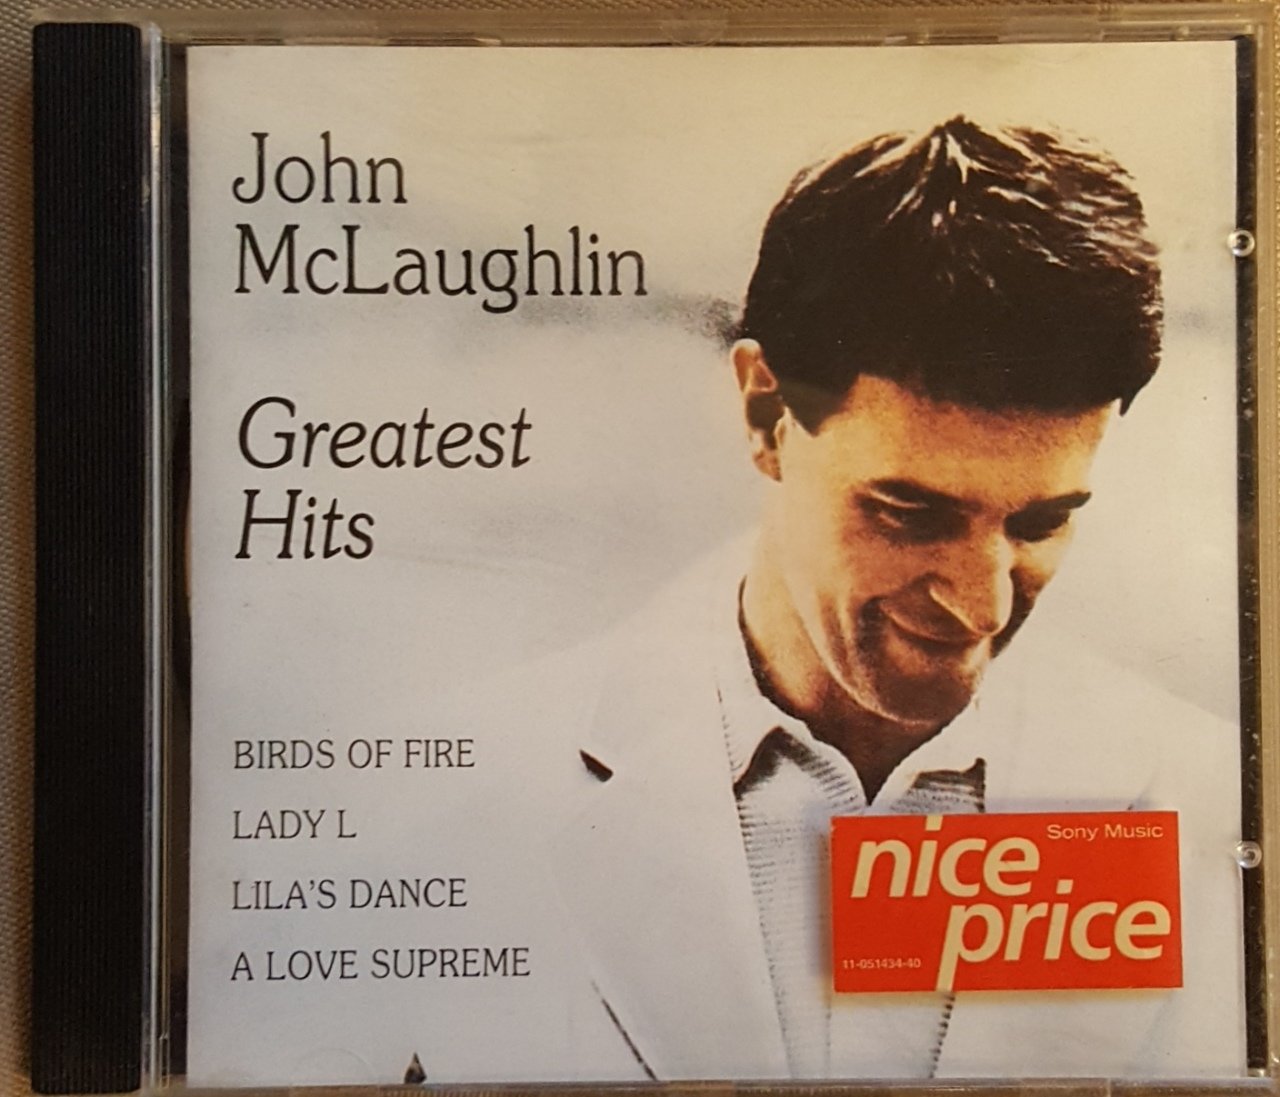 John
McLaughlin
Greatest
Hits
BIRDS OF FIRE
LADY L
LILA'S DANCE
A LOVE SUPREME
Sony Music
nice
price
11-051434-40